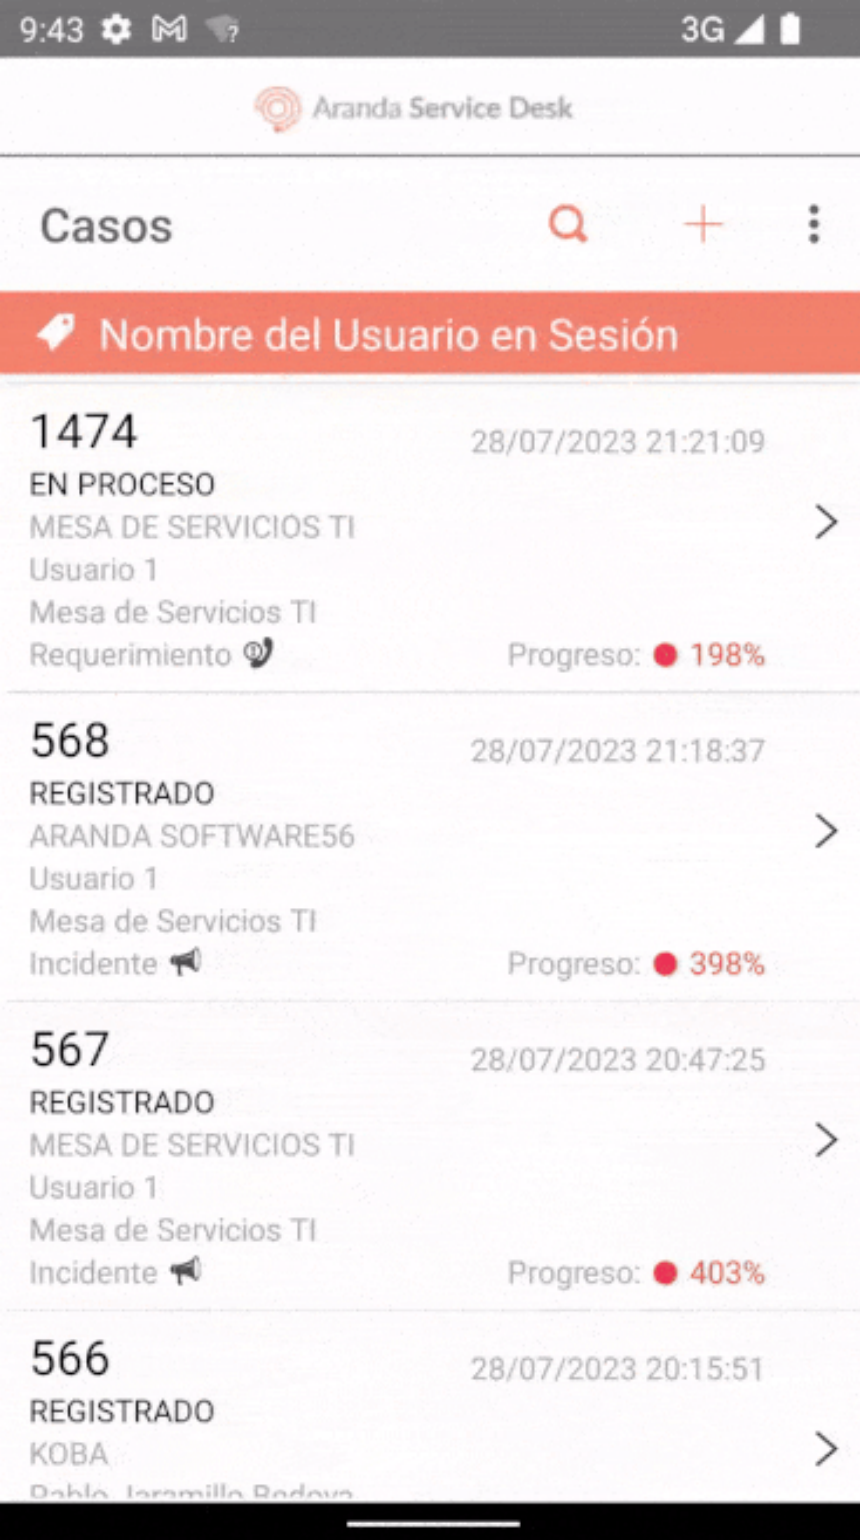 9:43 3G
Aranda Service Desk
Casos
Nombre del Usuario en Sesión
1474 28/07/2023 21:21:09
EN PROCESO
MESA DE SERVICIOS TI
Usuario 1
Mesa de Servicios TI
Requerimiento Progreso: 198%
568 28/07/2023 21:18:37
REGISTRADO
ARANDA SOFTWARE56
Usuario 1
Mesa de Servicios TI
Incidente Progreso: 398%
567 28/07/2023 20:47:25
REGISTRADO
MESA DE SERVICIOS TI
Usuario 1
Mesa de Servicios TI
Incidente Progreso: 403%
566 28/07/2023 20:15:51
REGISTRADO
KOBA
Pablo Jaramillo Bedoya